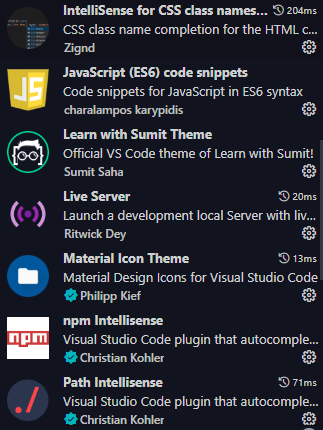 IntelliSense for CSS class names... 204ms
CSS class name completion for the HTML c...
Zignd
JS
JavaScript (ES6) code snippets
Code snippets for JavaScript in ES6 syntax
charalampos karypidis
Learn with Sumit Theme
Official VS Code theme of Learn with Sumit!
Sumit Saha
Live Server 20ms
Launch a development local Server with liv...
Ritwick Dey
Material Icon Theme 13ms
Material Design Icons for Visual Studio Code
Philipp Kief
npm
npm Intellisense
Visual Studio Code plugin that autocomple...
Christian Kohler
./
Path Intellisense 71ms
Visual Studio Code plugin that autocomple...
Christian Kohler